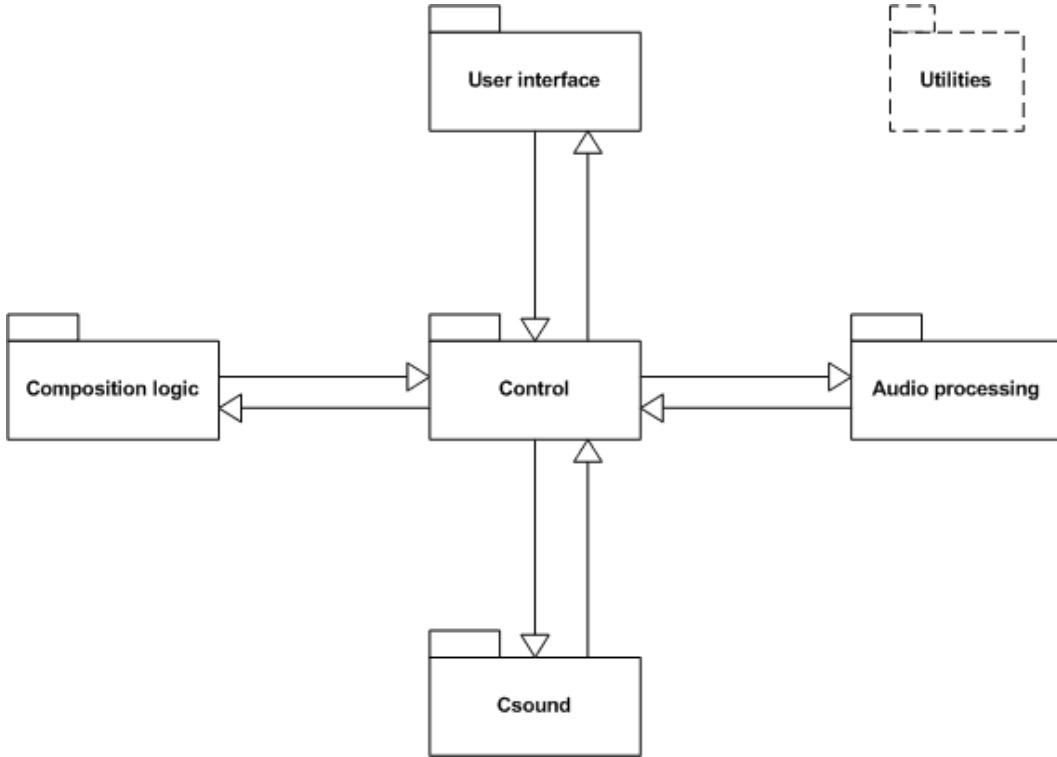 User interface
Utilities
Composition logic
Control
Audio processing
Csound